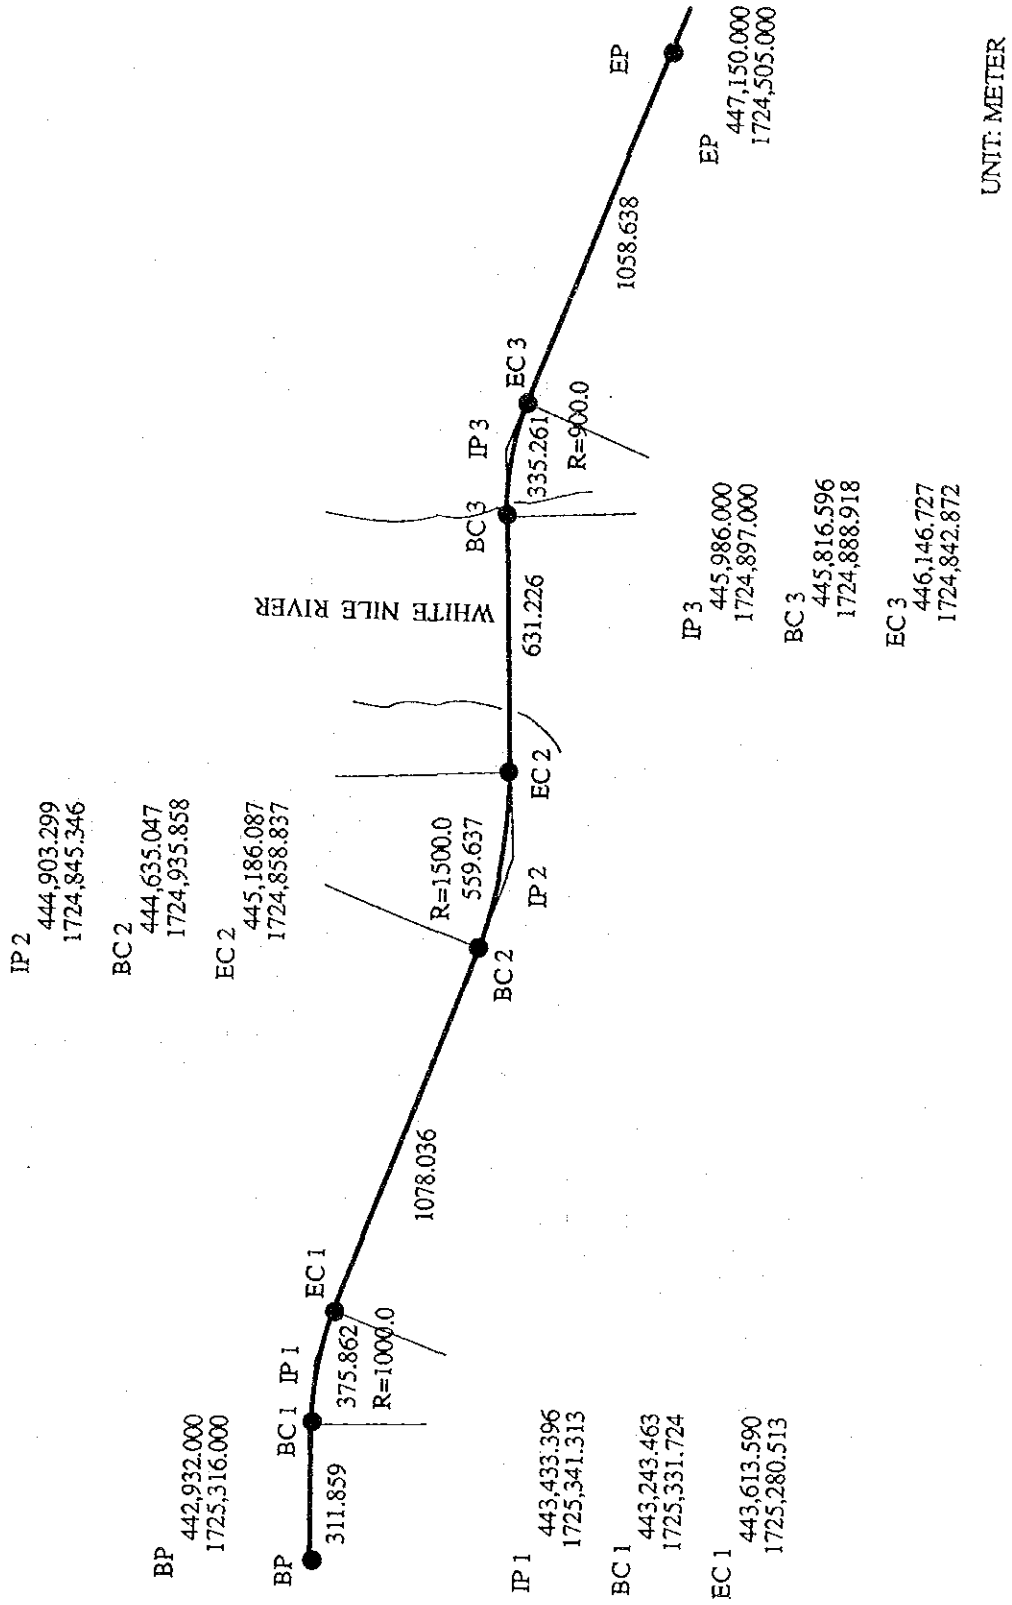 IP 2
444,903.299
1724,845.346
BC 2
444,635.047
1724,935.858
EC 2
445,186.087
1724,858.837
BP
442,932.000
1725,316.000
WHITE NILE RIVER
BP
311.859
BC 1
IP 1
EC 1
375.862
R=1000.0
1078.036
BC 2
R=1500.0
559.637
IP 2
EC 2
631.226
BC 3
IP 3
EC 3
335.261
R=900.0
1058.638
EP
EP
447,150.000
1724,505.000
IP 1
443,433.396
1725,341.313
BC 1
443,243.463
1725,331.724
EC 1
443,613.590
1725,280.513
IP 3
445,986.000
1724,897.000
BC 3
445,816.596
1724,888.918
EC 3
446,146.727
1724,842.872
UNIT: METER